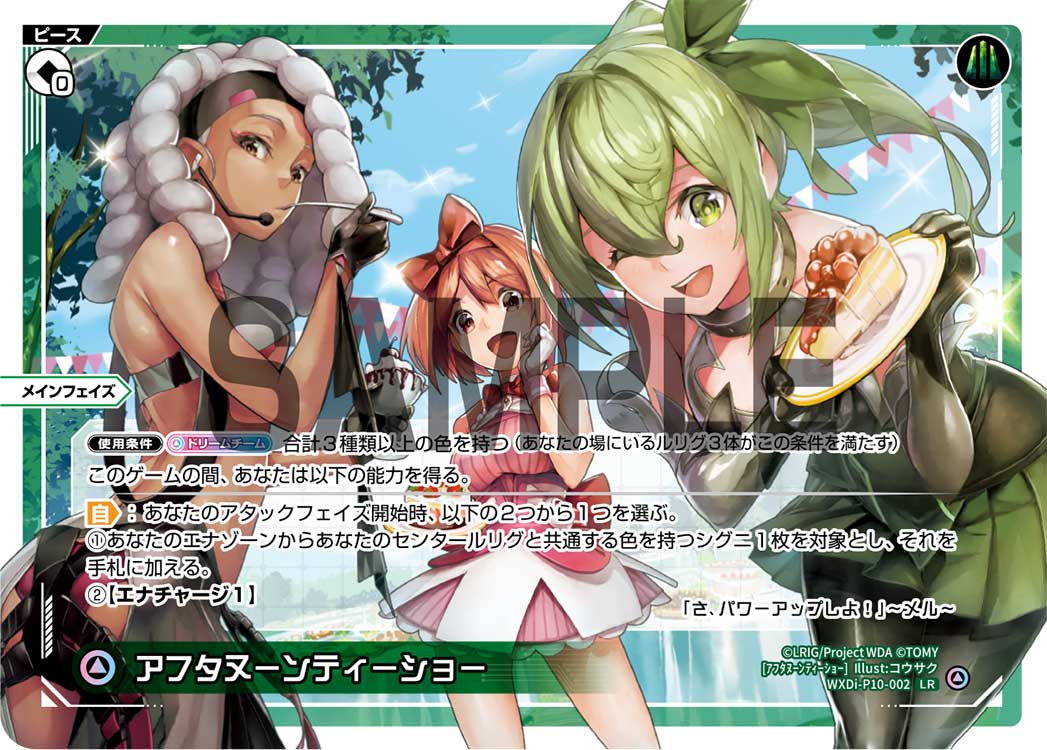 ピース
0
SAMPLE
メインフェイズ
使用条件 ドリームチーム 合計3種類以上の色を持つ(あなたの場にいるルリグ3体がこの条件を満たす)
このゲームの間、あなたは以下の能力を得る。
自:あなたのアタックフェイズ開始時、以下の2つから1つを選ぶ。
①あなたのエナゾーンからあなたのセンタールリグと共通する色を持つシグニ1枚を対象とし、それを
手札に加える。
②【エナチャージ1】
「さ、パワーアップしよ!」~メル~
アフタヌーンティーショー
©LRIG/Project WDA ©TOMY
[アフタヌーンティーショー] Illust:コウサク
WXDi-P10-002 LR